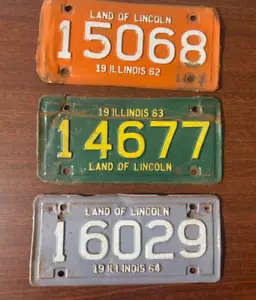 LAND OF LINCOLN
15068
19 ILLINOIS 62
19 ILLINOIS 63
14677
LAND OF LINCOLN
LAND OF LINCOLN
16029
19 ILLINOIS 64